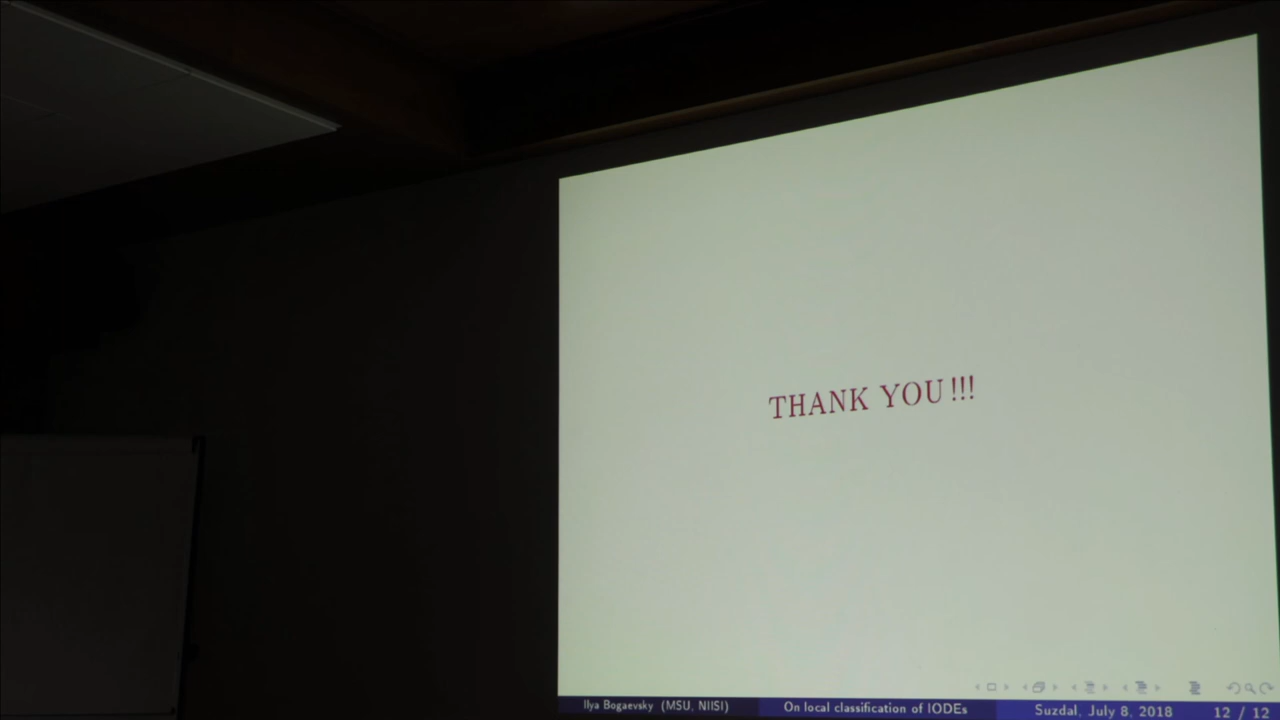 THANK YOU!!!
Ilya Bogaevsky (MSU, NIISI) On local classification of IODEs Suzdal, July 8, 2018 12 / 12